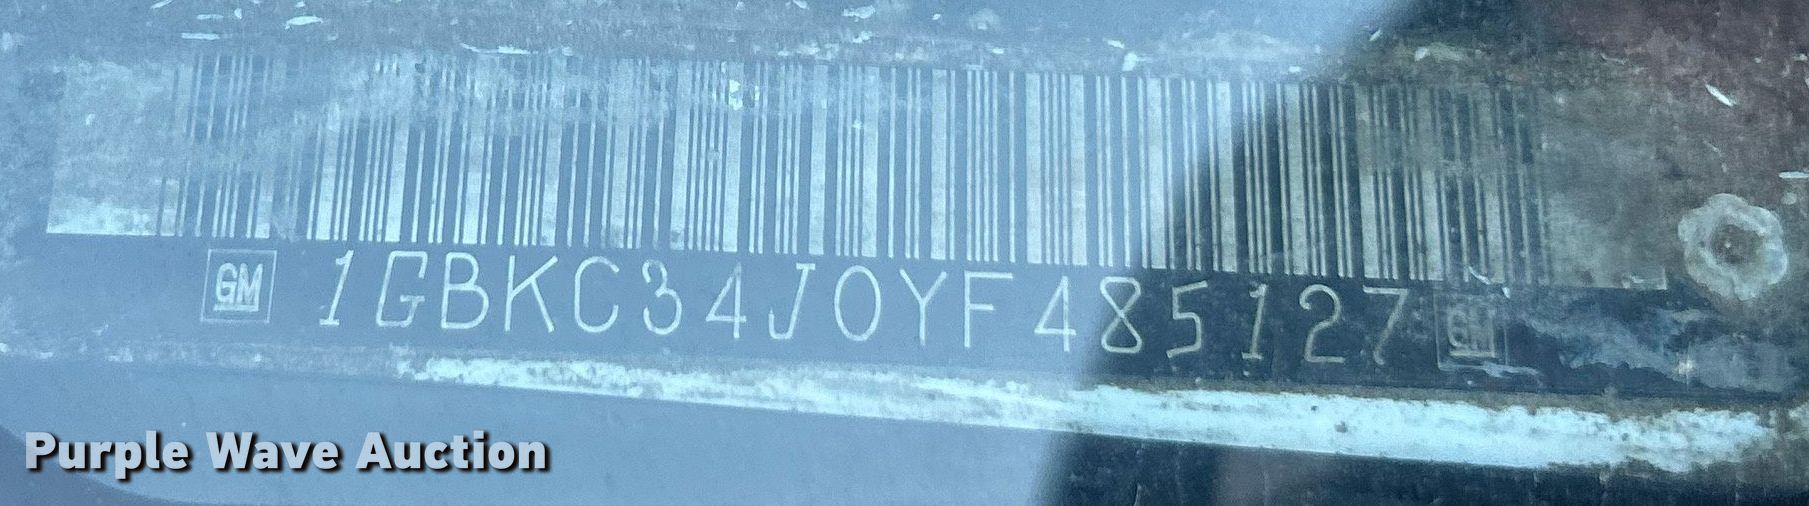 GM 1GBKC34J0YF485127 GM
Purple Wave Auction